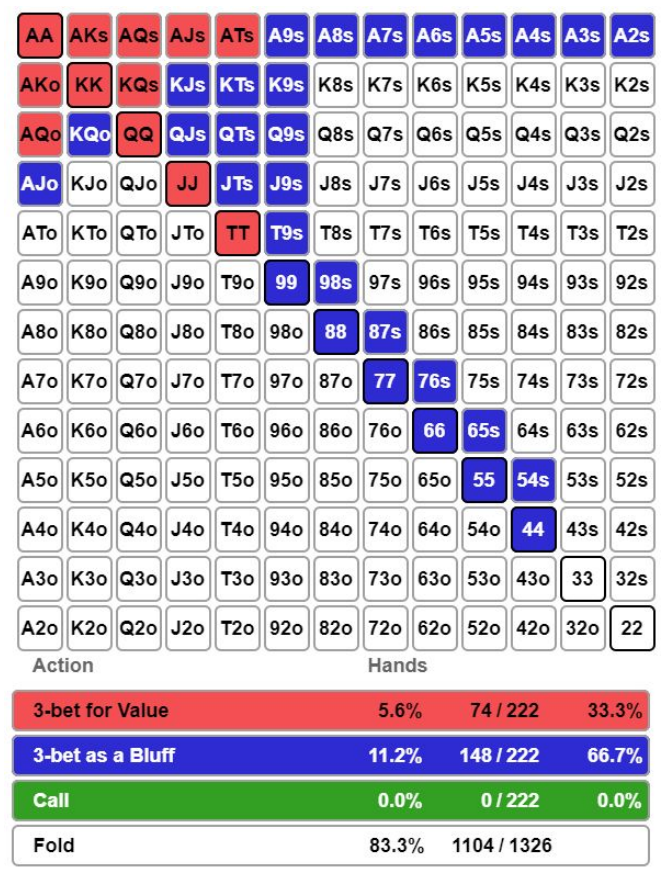 AA AKs AQs AJs ATs A9s A8s A7s A6s A5s A4s A3s A2s
AKo KK KQs KJs KTs K9s K8s K7s K6s K5s K4s K3s K2s
AQo KQo QQ QJs QTs Q9s Q8s Q7s Q6s Q5s Q4s Q3s Q2s
AJo KJo QJo JJ JTs J9s J8s J7s J6s J5s J4s J3s J2s
ATo KTo QTo JTo TT T9s T8s T7s T6s T5s T4s T3s T2s
A9o K9o Q9o J9o T9o 99 98s 97s 96s 95s 94s 93s 92s
A8o K8o Q8o J8o T8o 98o 88 87s 86s 85s 84s 83s 82s
A7o K7o Q7o J7o T7o 97o 87o 77 76s 75s 74s 73s 72s
A6o K6o Q6o J6o T6o 96o 86o 76o 66 65s 64s 63s 62s
A5o K5o Q5o J5o T5o 95o 85o 75o 65o 55 54s 53s 52s
A4o K4o Q4o J4o T4o 94o 84o 74o 64o 54o 44 43s 42s
A3o K3o Q3o J3o T3o 93o 83o 73o 63o 53o 43o 33 32s
A2o K2o Q2o J2o T2o 92o 82o 72o 62o 52o 42o 32o 22
Action Hands
3-bet for Value 5.6% 74 / 222 33.3%
3-bet as a Bluff 11.2% 148 / 222 66.7%
Call 0.0% 0 / 222 0.0%
Fold 83.3% 1104 / 1326